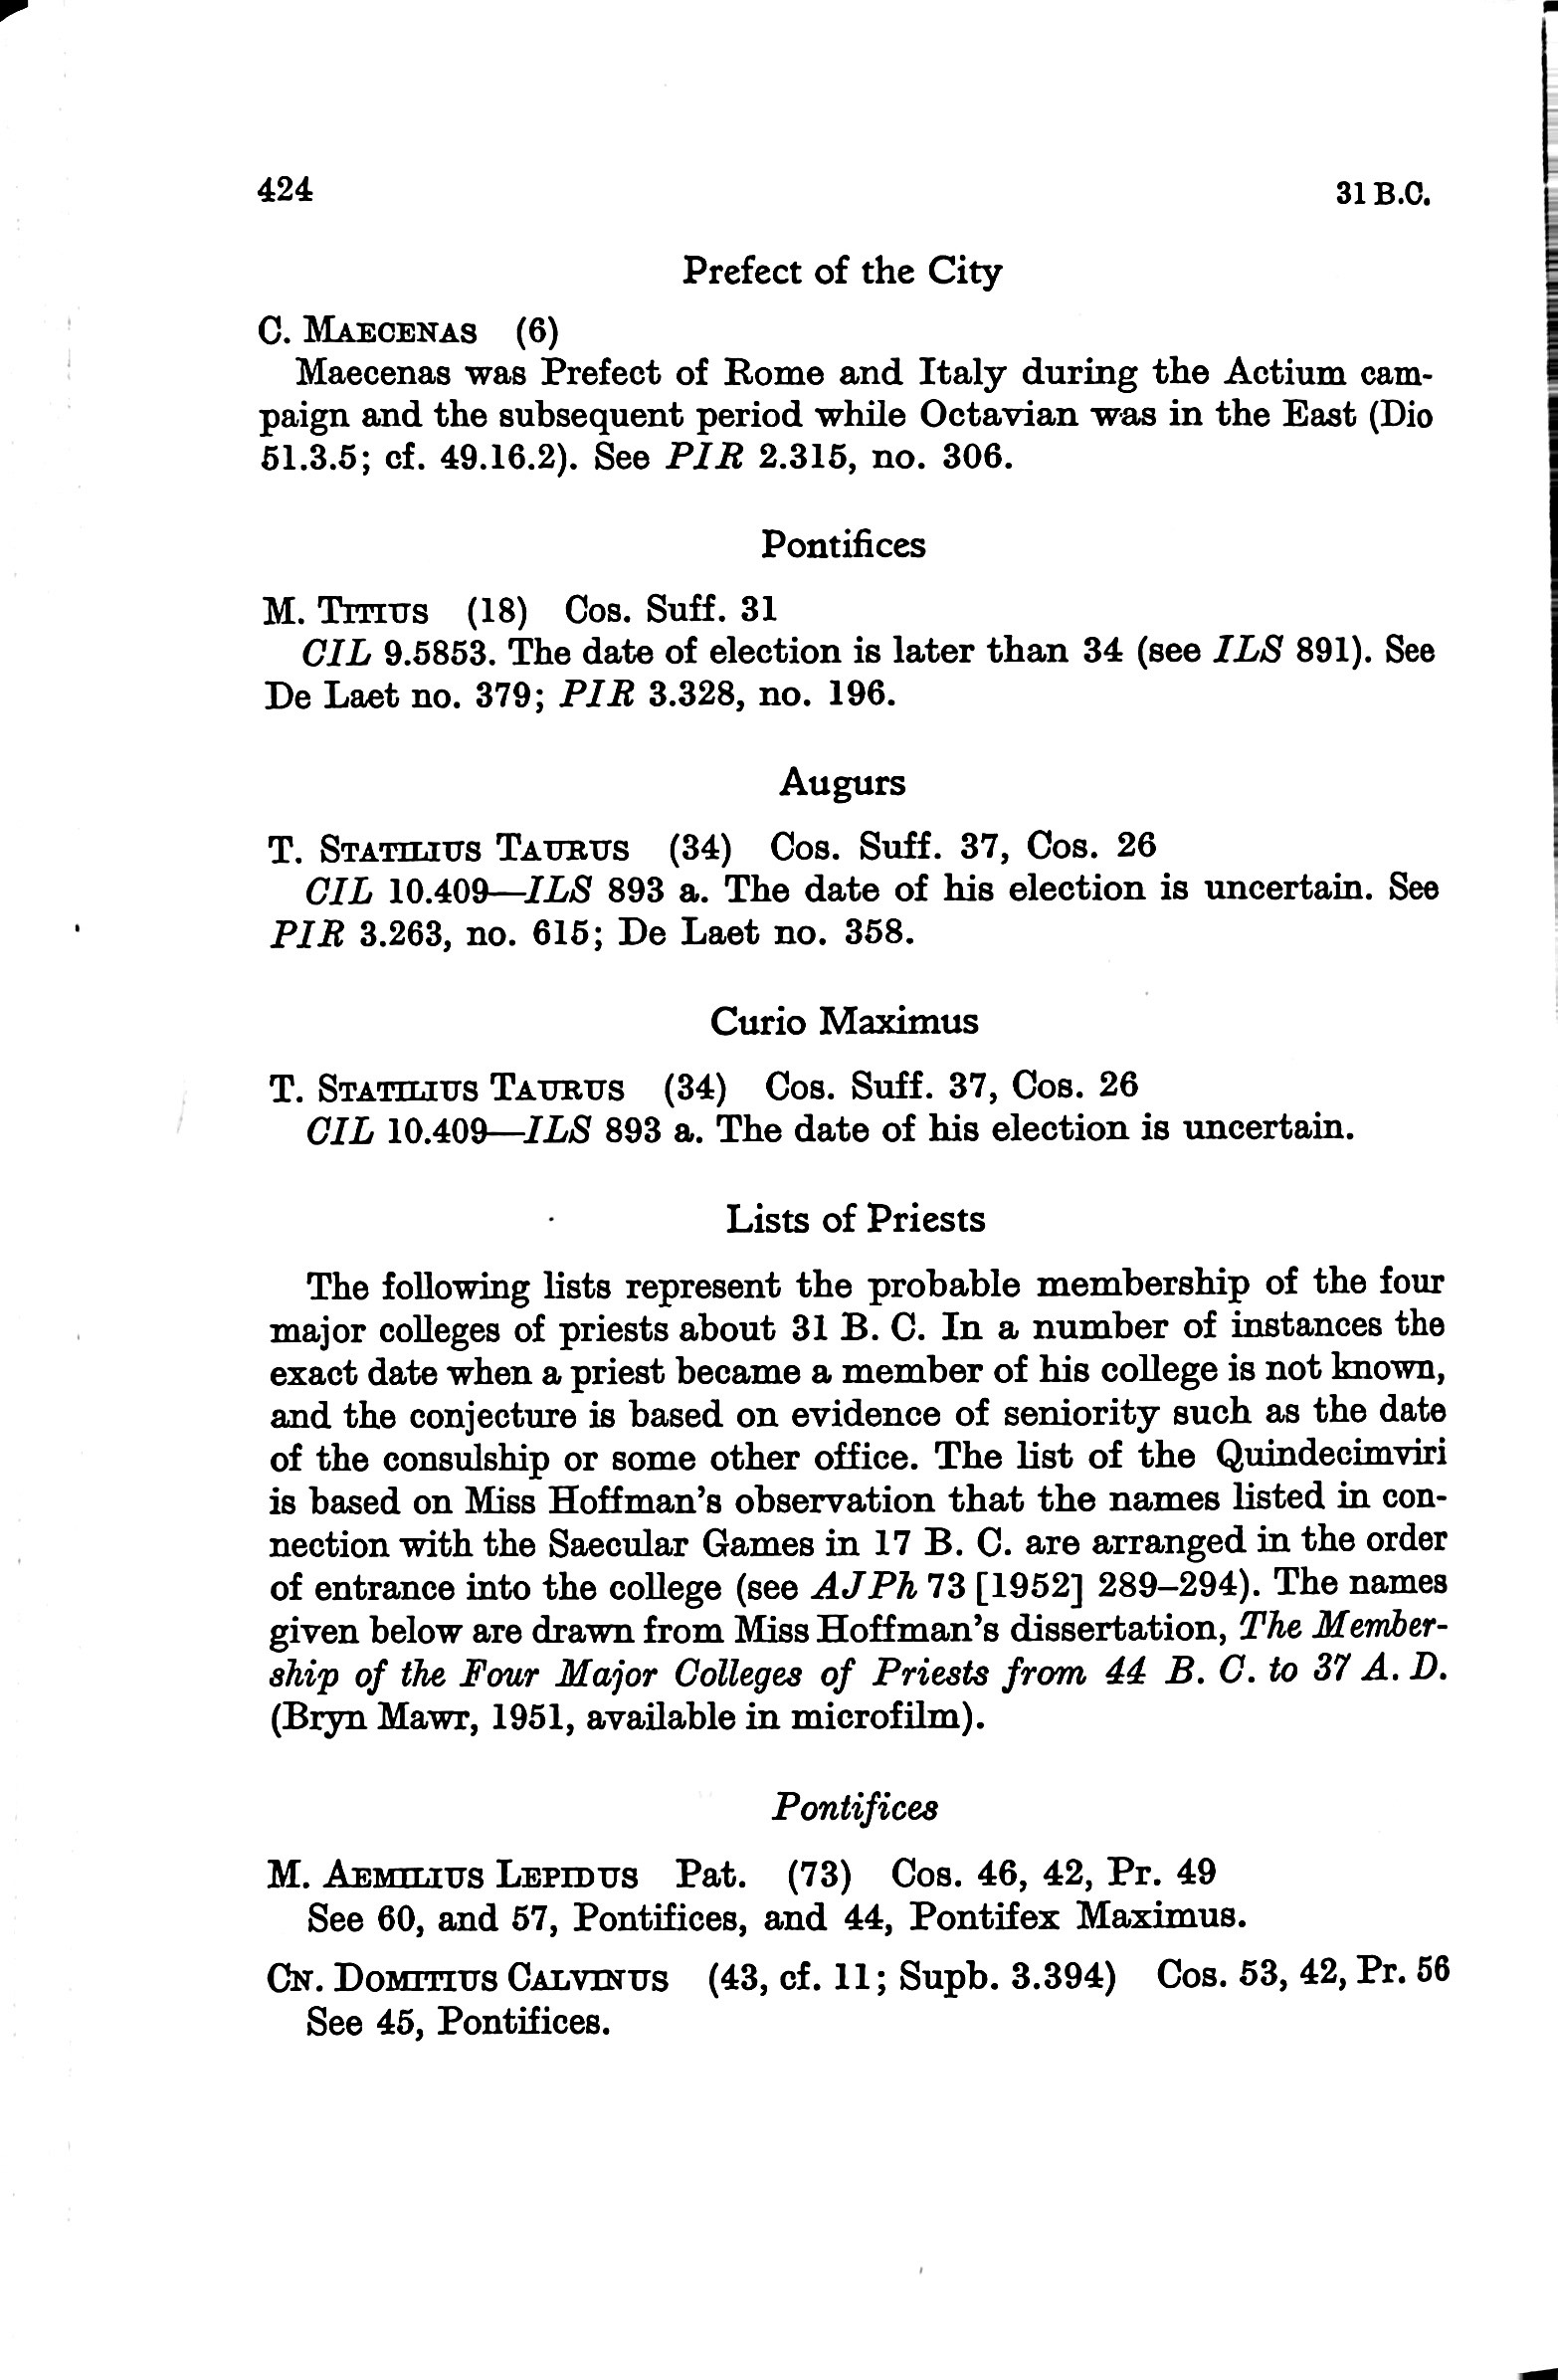 424 31 B.C.
Prefect of the City
C. MAECENAS (6)
Maecenas was Prefect of Rome and Italy during the Actium cam-
paign and the subsequent period while Octavian was in the East (Dio
51.3.5; cf. 49.16.2). See PIR 2.315, no. 306.
Pontifices
M. TITIUS (18) Cos. Suff. 31
CIL 9.5853. The date of election is later than 34 (see ILS 891). See
De Laet no. 379; PIR 3.328, no. 196.
Augurs
T. STATILIUS TAURUS (34) Cos. Suff. 37, Cos. 26
CIL 10.409—ILS 893 a. The date of his election is uncertain. See
PIR 3.263, no. 615; De Laet no. 358.
Curio Maximus
T. STATILIUS TAURUS (34) Cos. Suff. 37, Cos. 26
CIL 10.409—ILS 893 a. The date of his election is uncertain.
Lists of Priests
The following lists represent the probable membership of the four
major colleges of priests about 31 B. C. In a number of instances the
exact date when a priest became a member of his college is not known,
and the conjecture is based on evidence of seniority such as the date
of the consulship or some other office. The list of the Quindecimviri
is based on Miss Hoffman's observation that the names listed in con-
nection with the Saecular Games in 17 B. C. are arranged in the order
of entrance into the college (see AJPh 73 [1952] 289–294). The names
given below are drawn from Miss Hoffman's dissertation, The Member-
ship of the Four Major Colleges of Priests from 44 B. C. to 37 A. D.
(Bryn Mawr, 1951, available in microfilm).
Pontifices
M. AEMILIUS LEPIDUS Pat. (73) Cos. 46, 42, Pr. 49
See 60, and 57, Pontifices, and 44, Pontifex Maximus.
CN. DOMITIUS CALVINUS (43, cf. 11; Supb. 3.394) Cos. 53, 42, Pr. 56
See 45, Pontifices.